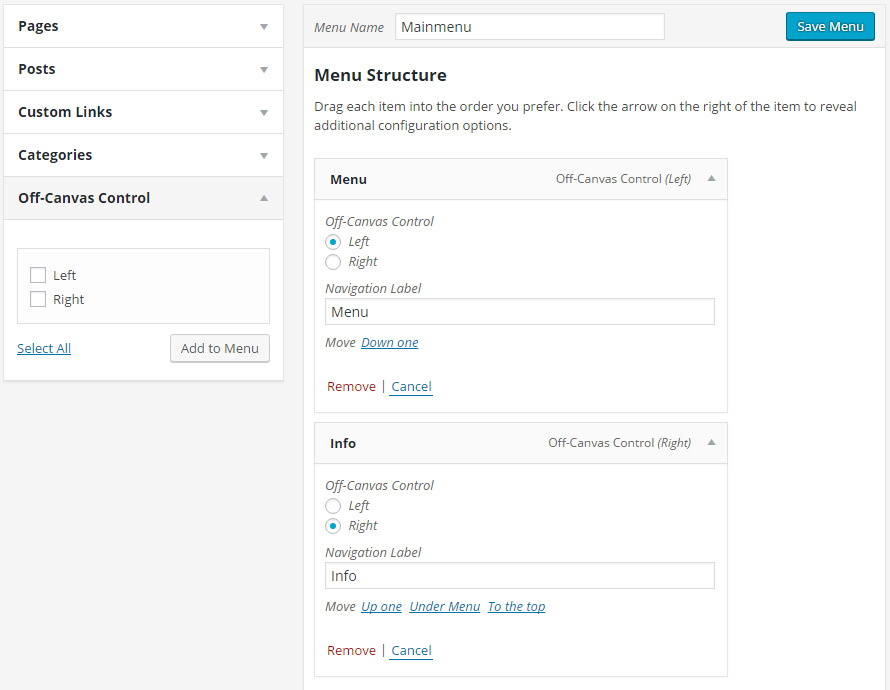 Pages
Posts
Custom Links
Categories
Off-Canvas Control
Left
Right
Select All
Add to Menu
Menu Name
Mainmenu
Save Menu
Menu Structure
Drag each item into the order you prefer. Click the arrow on the right of the item to reveal
additional configuration options.
Menu
Off-Canvas Control (Left)
Off-Canvas Control
Left
Right
Navigation Label
Menu
Move Down one
Remove | Cancel
Info
Off-Canvas Control (Right)
Off-Canvas Control
Left
Right
Navigation Label
Info
Move Up one Under Menu To the top
Remove | Cancel